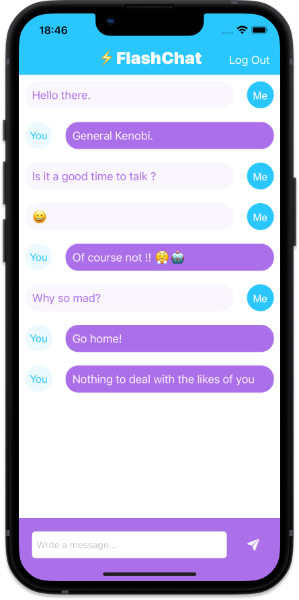 18:46
⚡FlashChat
Log Out
Hello there.
Me
You
General Kenobi.
Is it a good time to talk ?
Me
😀
Me
You
Of course not !! 😤🤖
Why so mad?
Me
You
Go home!
You
Nothing to deal with the likes of you
Write a message...